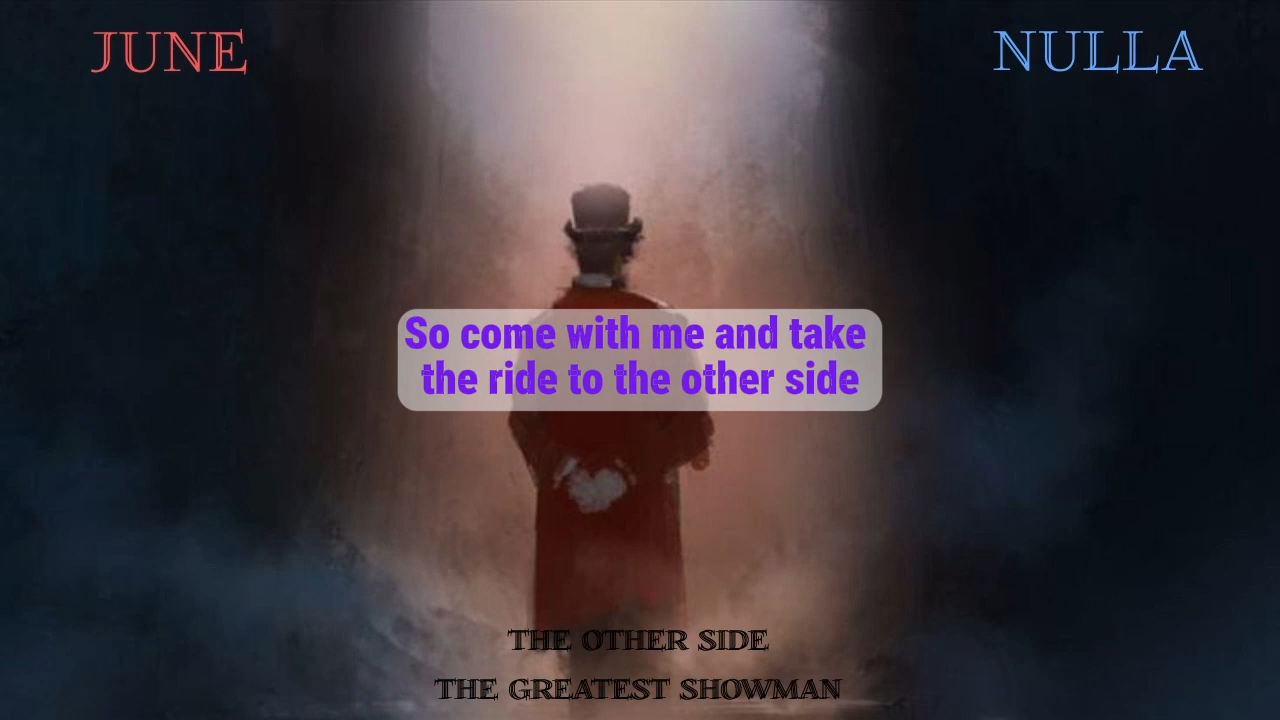 JUNE
NULLA
So come with me and take
the ride to the other side
THE OTHER SIDE
THE GREATEST SHOWMAN